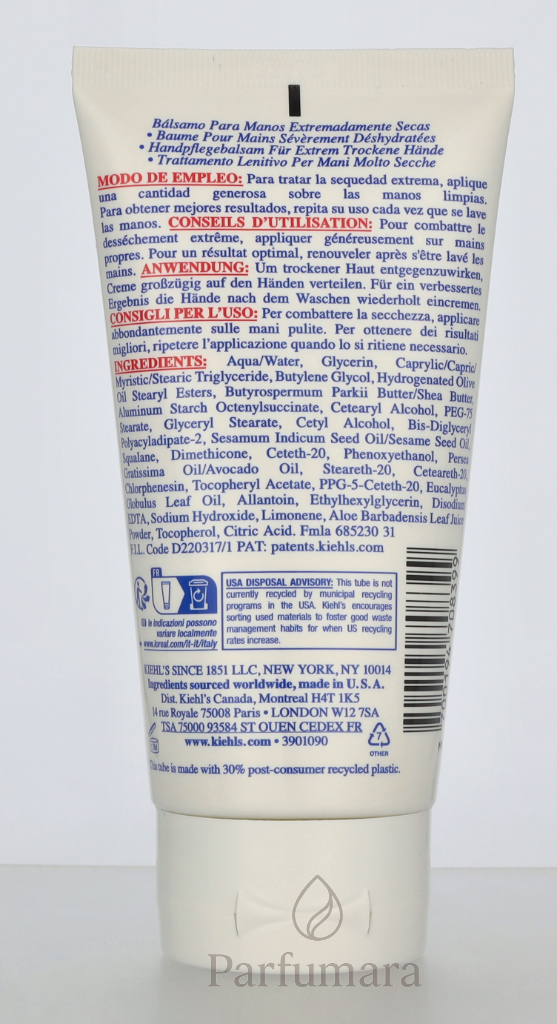 Bálsamo Para Manos Extremadamente Secas
• Baume Pour Mains Sévèrement Déshydratées
• Handpflegebalsam Für Extrem Trockene Hände
• Trattamento Lenitivo Per Mani Molto Secche
MODO DE EMPLEO: Para tratar la sequedad extrema, aplique
una cantidad generosa sobre las manos limpias.
Para obtener mejores resultados, repita su uso cada vez que se lave
las manos. CONSEILS D'UTILISATION: Pour combattre le
desséchement extrême, appliquer généreusement sur mains
propres. Pour un résultat optimal, renouveler après s'être lavé les
mains. ANWENDUNG: Um trockener Haut entgegenzuwirken,
Creme großzügig auf den Händen verteilen. Für ein verbessertes
Ergebnis die Hände nach dem Waschen wiederholt eincremen.
CONSIGLI PER L'USO: Per combattere la secchezza, applicare
abbondantemente sulle mani pulite. Per ottenere dei risultati
migliori, ripetere l'applicazione quando lo si ritiene necessario.
INGREDIENTS: Aqua/Water, Glycerin, Caprylic/Capric/
Myristic/Stearic Triglyceride, Butylene Glycol, Hydrogenated Olive
Oil Stearyl Esters, Butyrospermum Parkii Butter/Shea Butter,
Aluminum Starch Octenylsuccinate, Cetearyl Alcohol, PEG-75
Stearate, Glyceryl Stearate, Cetyl Alcohol, Bis-Diglyceryl
Polyacyladipate-2, Sesamum Indicum Seed Oil/Sesame Seed Oil,
Squalane, Dimethicone, Ceteth-20, Phenoxyethanol, Persea
Gratissima Oil/Avocado Oil, Steareth-20, Ceteareth-20,
Chlorphenesin, Tocopheryl Acetate, PPG-5-Ceteth-20, Eucalyptus
Globulus Leaf Oil, Allantoin, Ethylhexylglycerin, Disodium
EDTA, Sodium Hydroxide, Limonene, Aloe Barbadensis Leaf Juice
Powder, Tocopherol, Citric Acid. Fmla 685230 31
F.I.L. Code D220317/1 PAT: patents.kiehls.com
FR
le indicazioni possono
variare localmente
www.loreal.com/it-it/italy
USA DISPOSAL ADVISORY: This tube is not
currently recycled by municipal recycling
programs in the USA. Kiehl's encourages
sorting used materials to foster good waste
management habits for when US recycling
rates increase.
KIEHL'S SINCE 1851 LLC, NEW YORK, NY 10014
Ingredients sourced worldwide, made in U.S.A.
Dist. Kiehl's Canada, Montreal H4T 1K5
14 rue Royale 75008 Paris • LONDON W12 7SA
TSA 75000 93584 ST OUEN CEDEX FR
www.kiehls.com • 3901090
7
OTHER
This tube is made with 30% post-consumer recycled plastic.
Parfumara